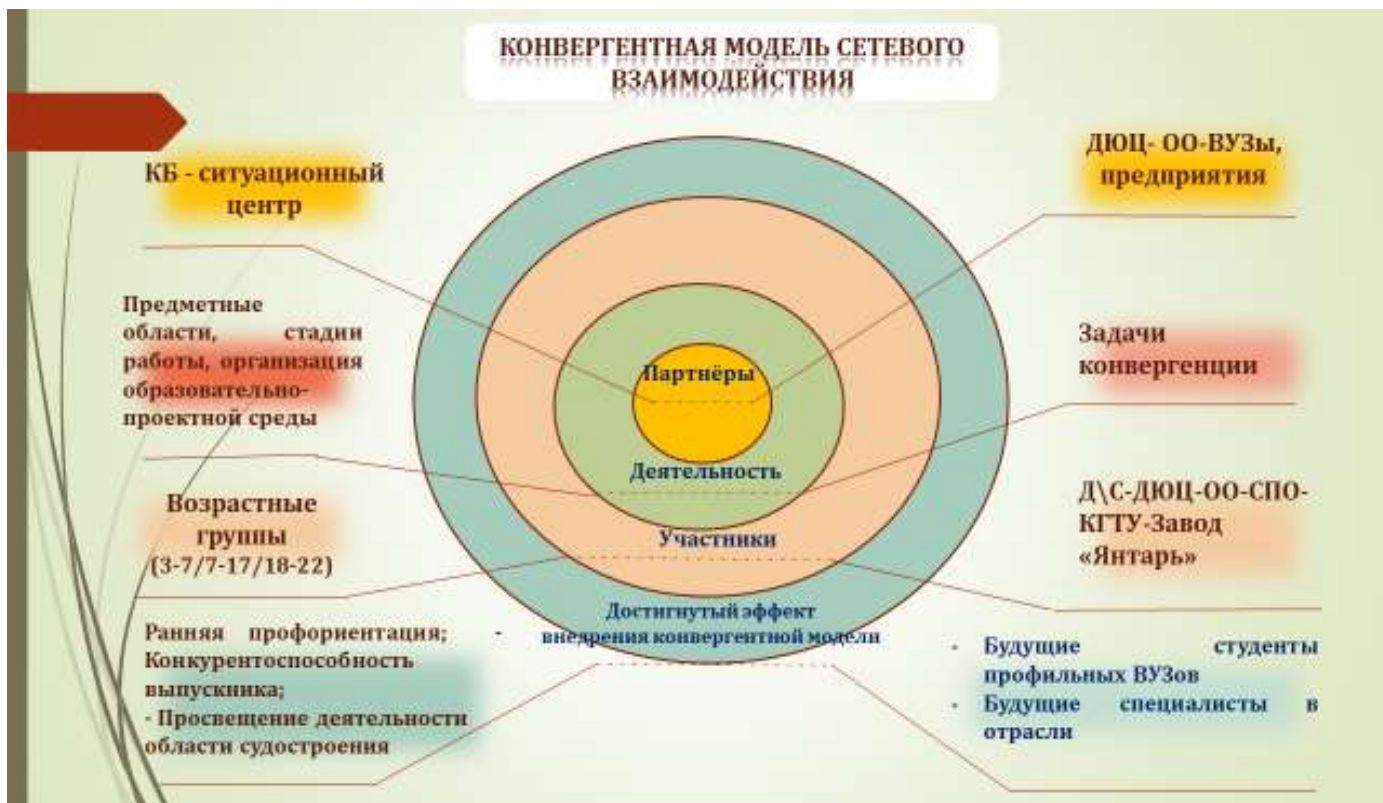 КОНВЕРГЕНТНАЯ МОДЕЛЬ СЕТЕВОГО
ВЗАИМОДЕЙСТВИЯ
КБ - ситуационный
центр
ДЮЦ- ОО-ВУЗы,
предприятия
Предметные
области, стадии
работы, организация
образовательно-
проектной среды
Задачи
конвергенции
Партнёры
Деятельность
Участники
Достигнутый эффект
внедрения конвергентной модели
Возрастные
группы
(3-7/7-17/18-22)
Д\С-ДЮЦ-ОО-СПО-
КГТУ-Завод
«Янтарь»
Ранняя профориентация; -
Конкурентоспособность
выпускника;
- Просвещение деятельности
области судостроения
- Будущие студенты
профильных ВУЗов
- Будущие специалисты в
отрасли